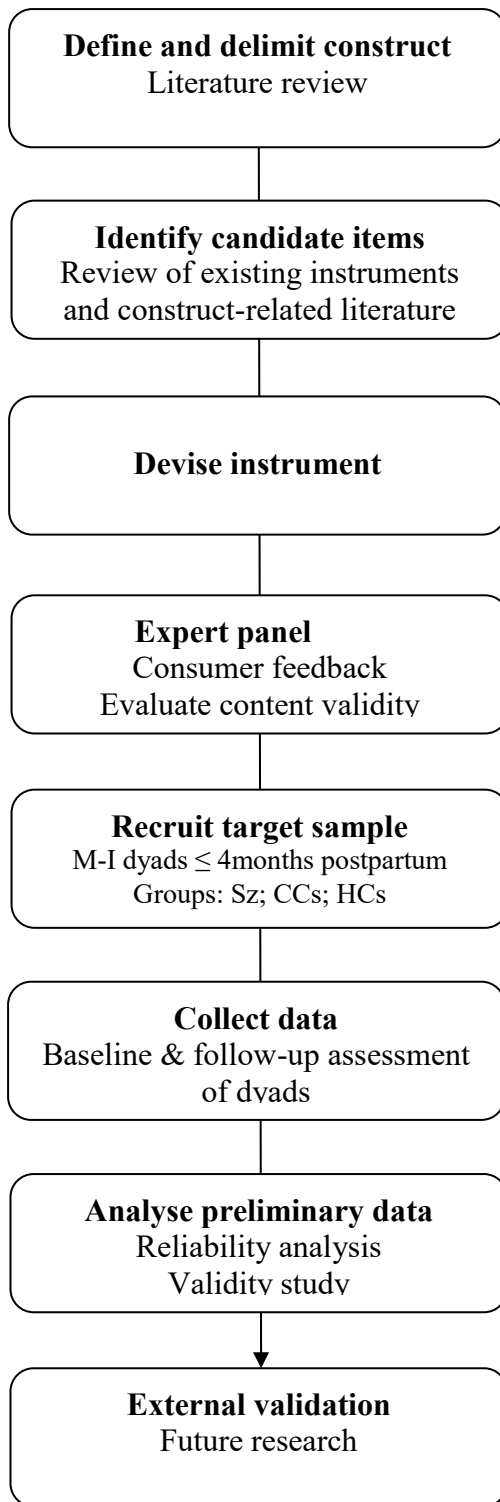 Define and delimit construct
Literature review
Identify candidate items
Review of existing instruments
and construct-related literature
Devise instrument
Expert panel
Consumer feedback
Evaluate content validity
Recruit target sample
M-I dyads ≤ 4months postpartum
Groups: Sz; CCs; HCs
Collect data
Baseline & follow-up assessment
of dyads
Analyse preliminary data
Reliability analysis
Validity study
External validation
Future research